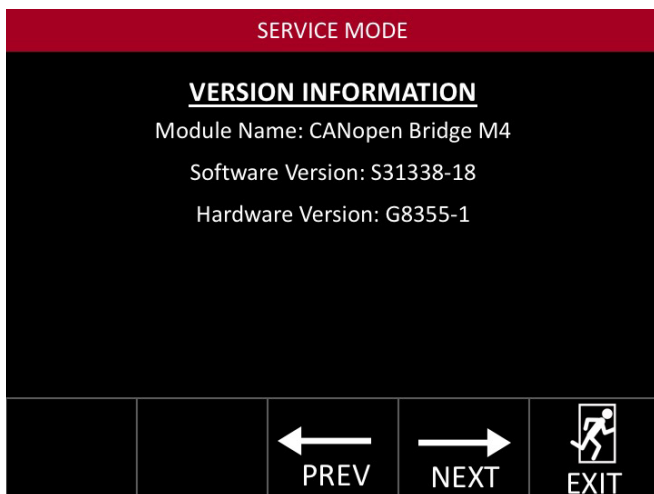 SERVICE MODE
VERSION INFORMATION
Module Name: CANopen Bridge M4
Software Version: S31338-18
Hardware Version: G8355-1
PREV
NEXT
EXIT